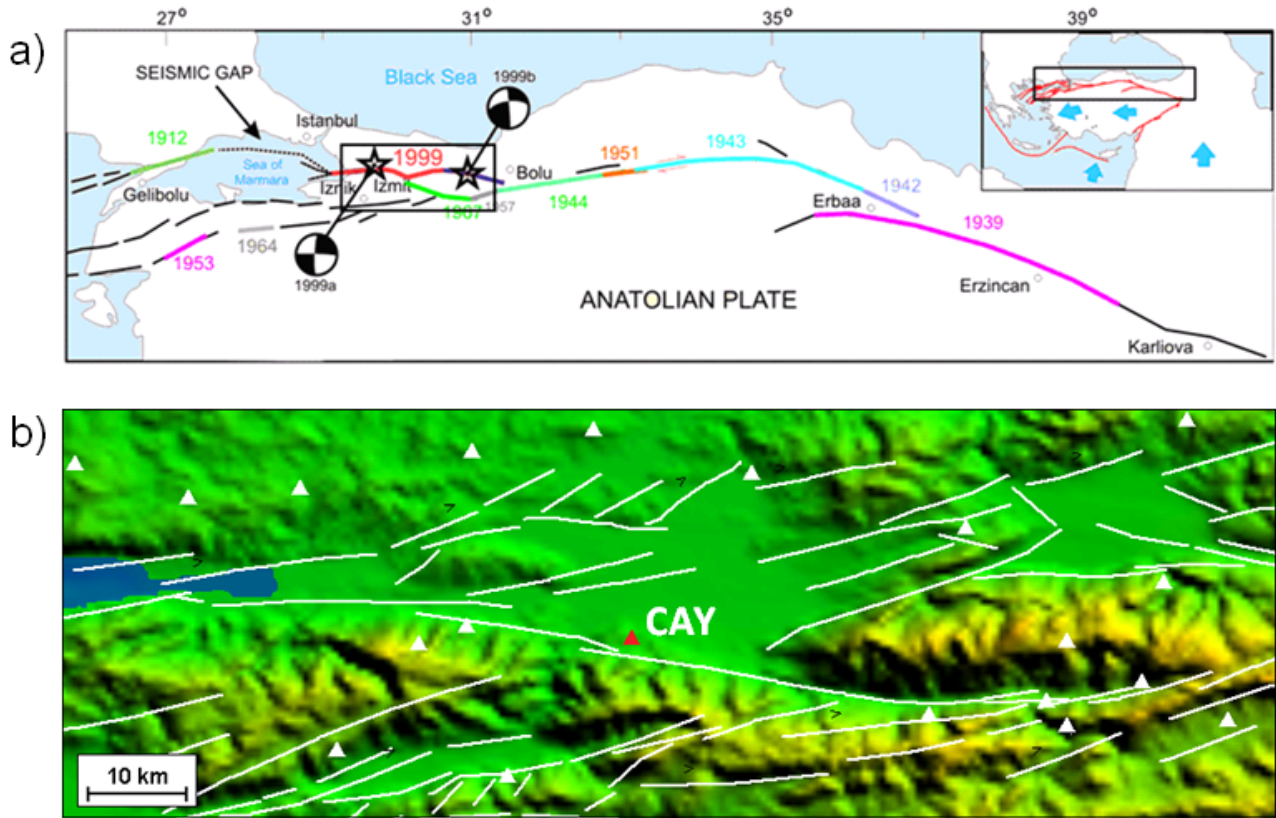 27° 31° 35° 39°
a)
SEISMIC GAP
Black Sea
1999b
Istanbul
1912
1943
1999
1951
Sea of
Marmara
Bolu
Gelibolu
İznik
Izmit
1942
Erbaa
1967
1957
1944
1939
1964
1953
Erzincan
1999a
ANATOLIAN PLATE
Karliova
b)
CAY
10 km